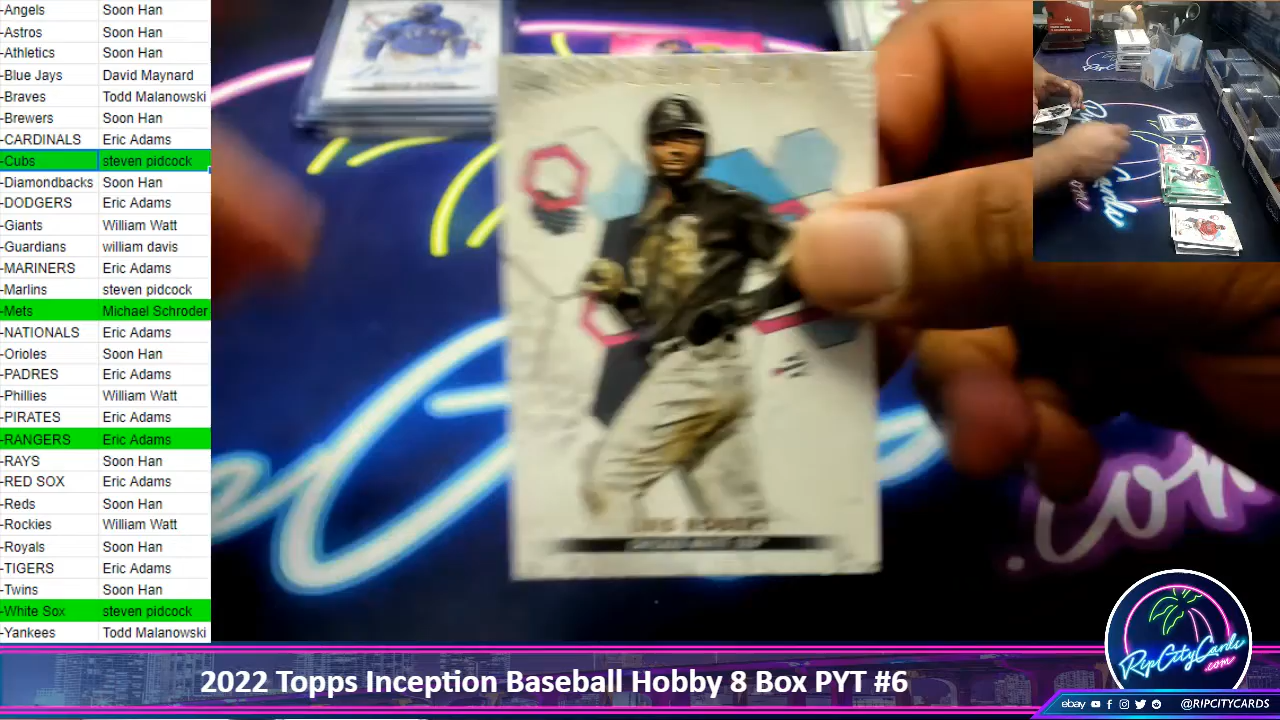 -Angels Soon Han
-Astros Soon Han
-Athletics Soon Han
-Blue Jays David Maynard
-Braves Todd Malanowski
-Brewers Soon Han
-CARDINALS Eric Adams
-Cubs steven pidcock
-Diamondbacks Soon Han
-DODGERS Eric Adams
-Giants William Watt
-Guardians william davis
-MARINERS Eric Adams
-Marlins steven pidcock
-Mets Michael Schroder
-NATIONALS Eric Adams
-Orioles Soon Han
-PADRES Eric Adams
-Phillies William Watt
-PIRATES Eric Adams
-RANGERS Eric Adams
-RAYS Soon Han
-RED SOX Eric Adams
-Reds Soon Han
-Rockies William Watt
-Royals Soon Han
-TIGERS Eric Adams
-Twins Soon Han
-White Sox steven pidcock
-Yankees Todd Malanowski
LUIS ROBERT
.com
RipCityCards
.com
2022 Topps Inception Baseball Hobby 8 Box PYT #6
ebay @RIPCITYCARDS